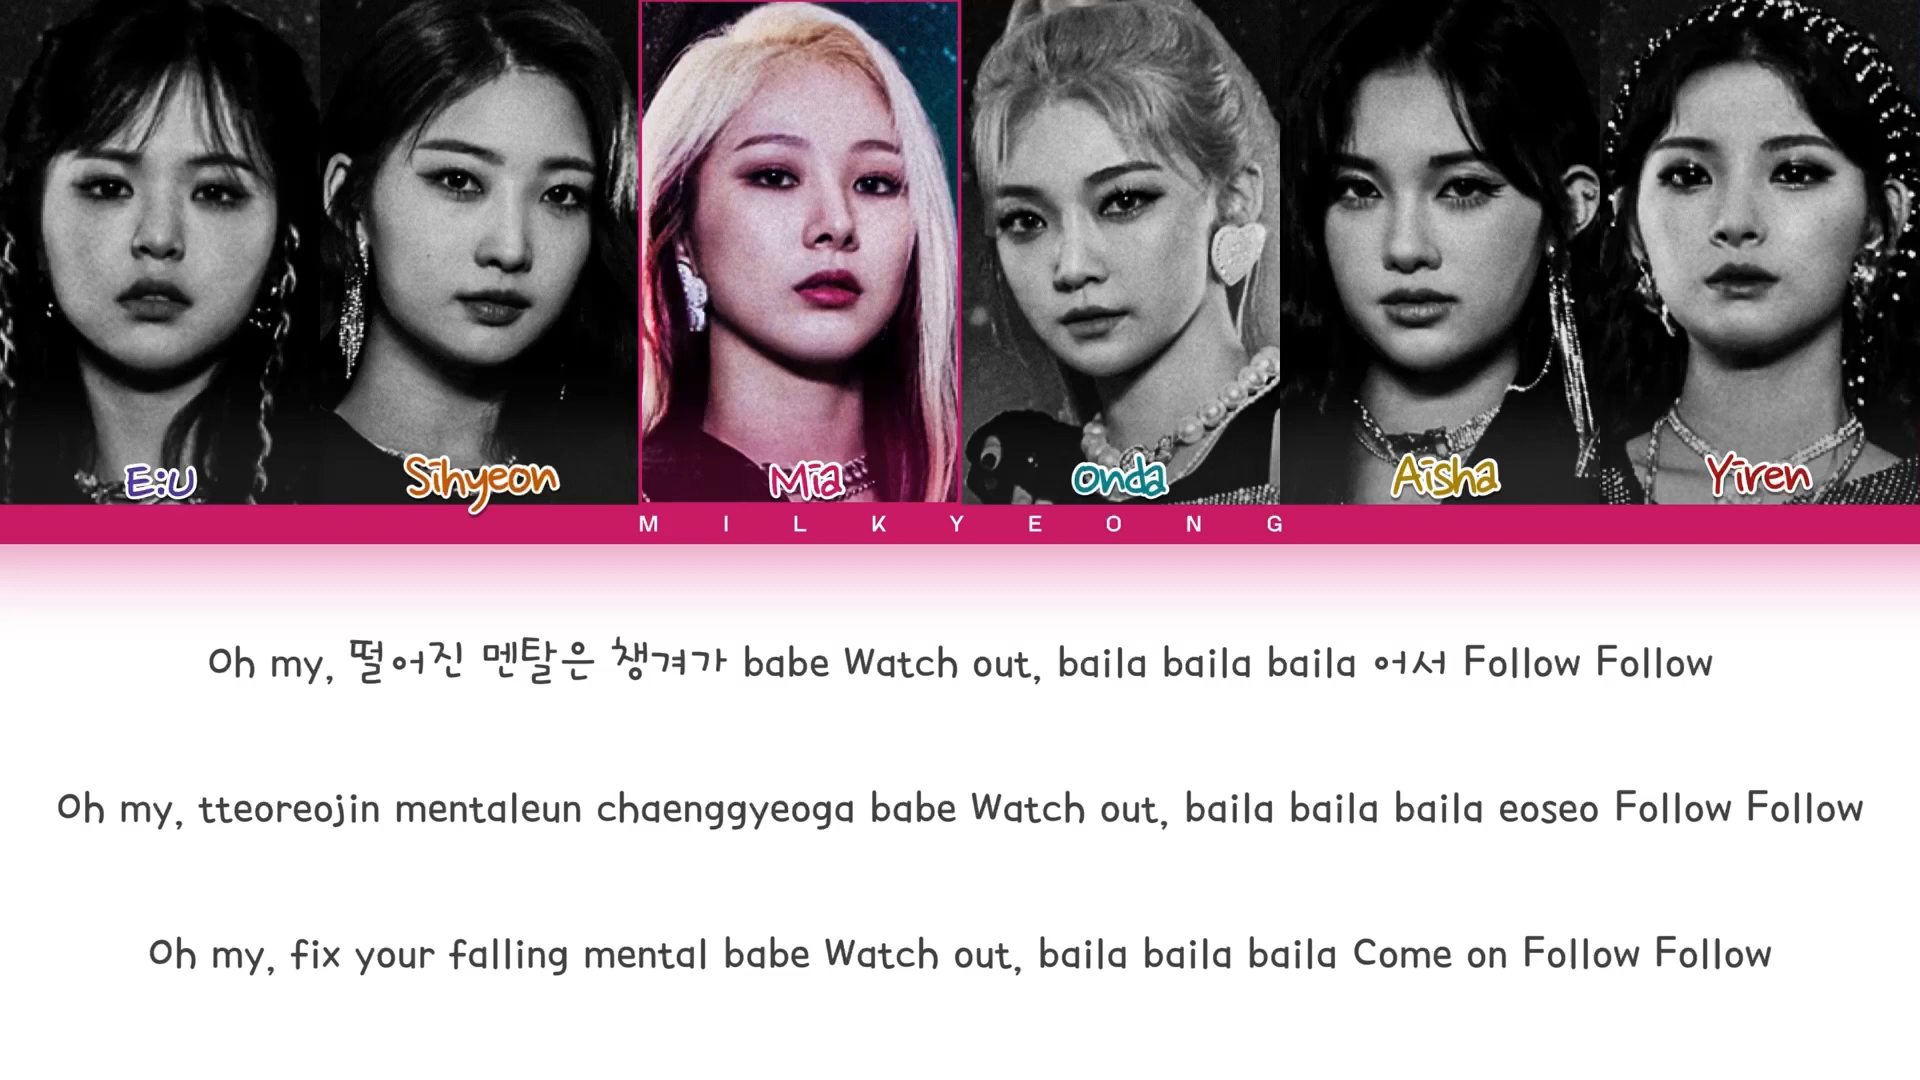 E:U
Sihyeon
Mia
Onda
Aisha
Yiren
MILKYEONG
Oh my, 떨어진 멘탈은 챙겨가 babe Watch out, baila baila baila 어서 Follow Follow
Oh my, tteoreojin mentaleun chaenggyeoga babe Watch out, baila baila baila eoseo Follow Follow
Oh my, fix your falling mental babe Watch out, baila baila baila Come on Follow Follow